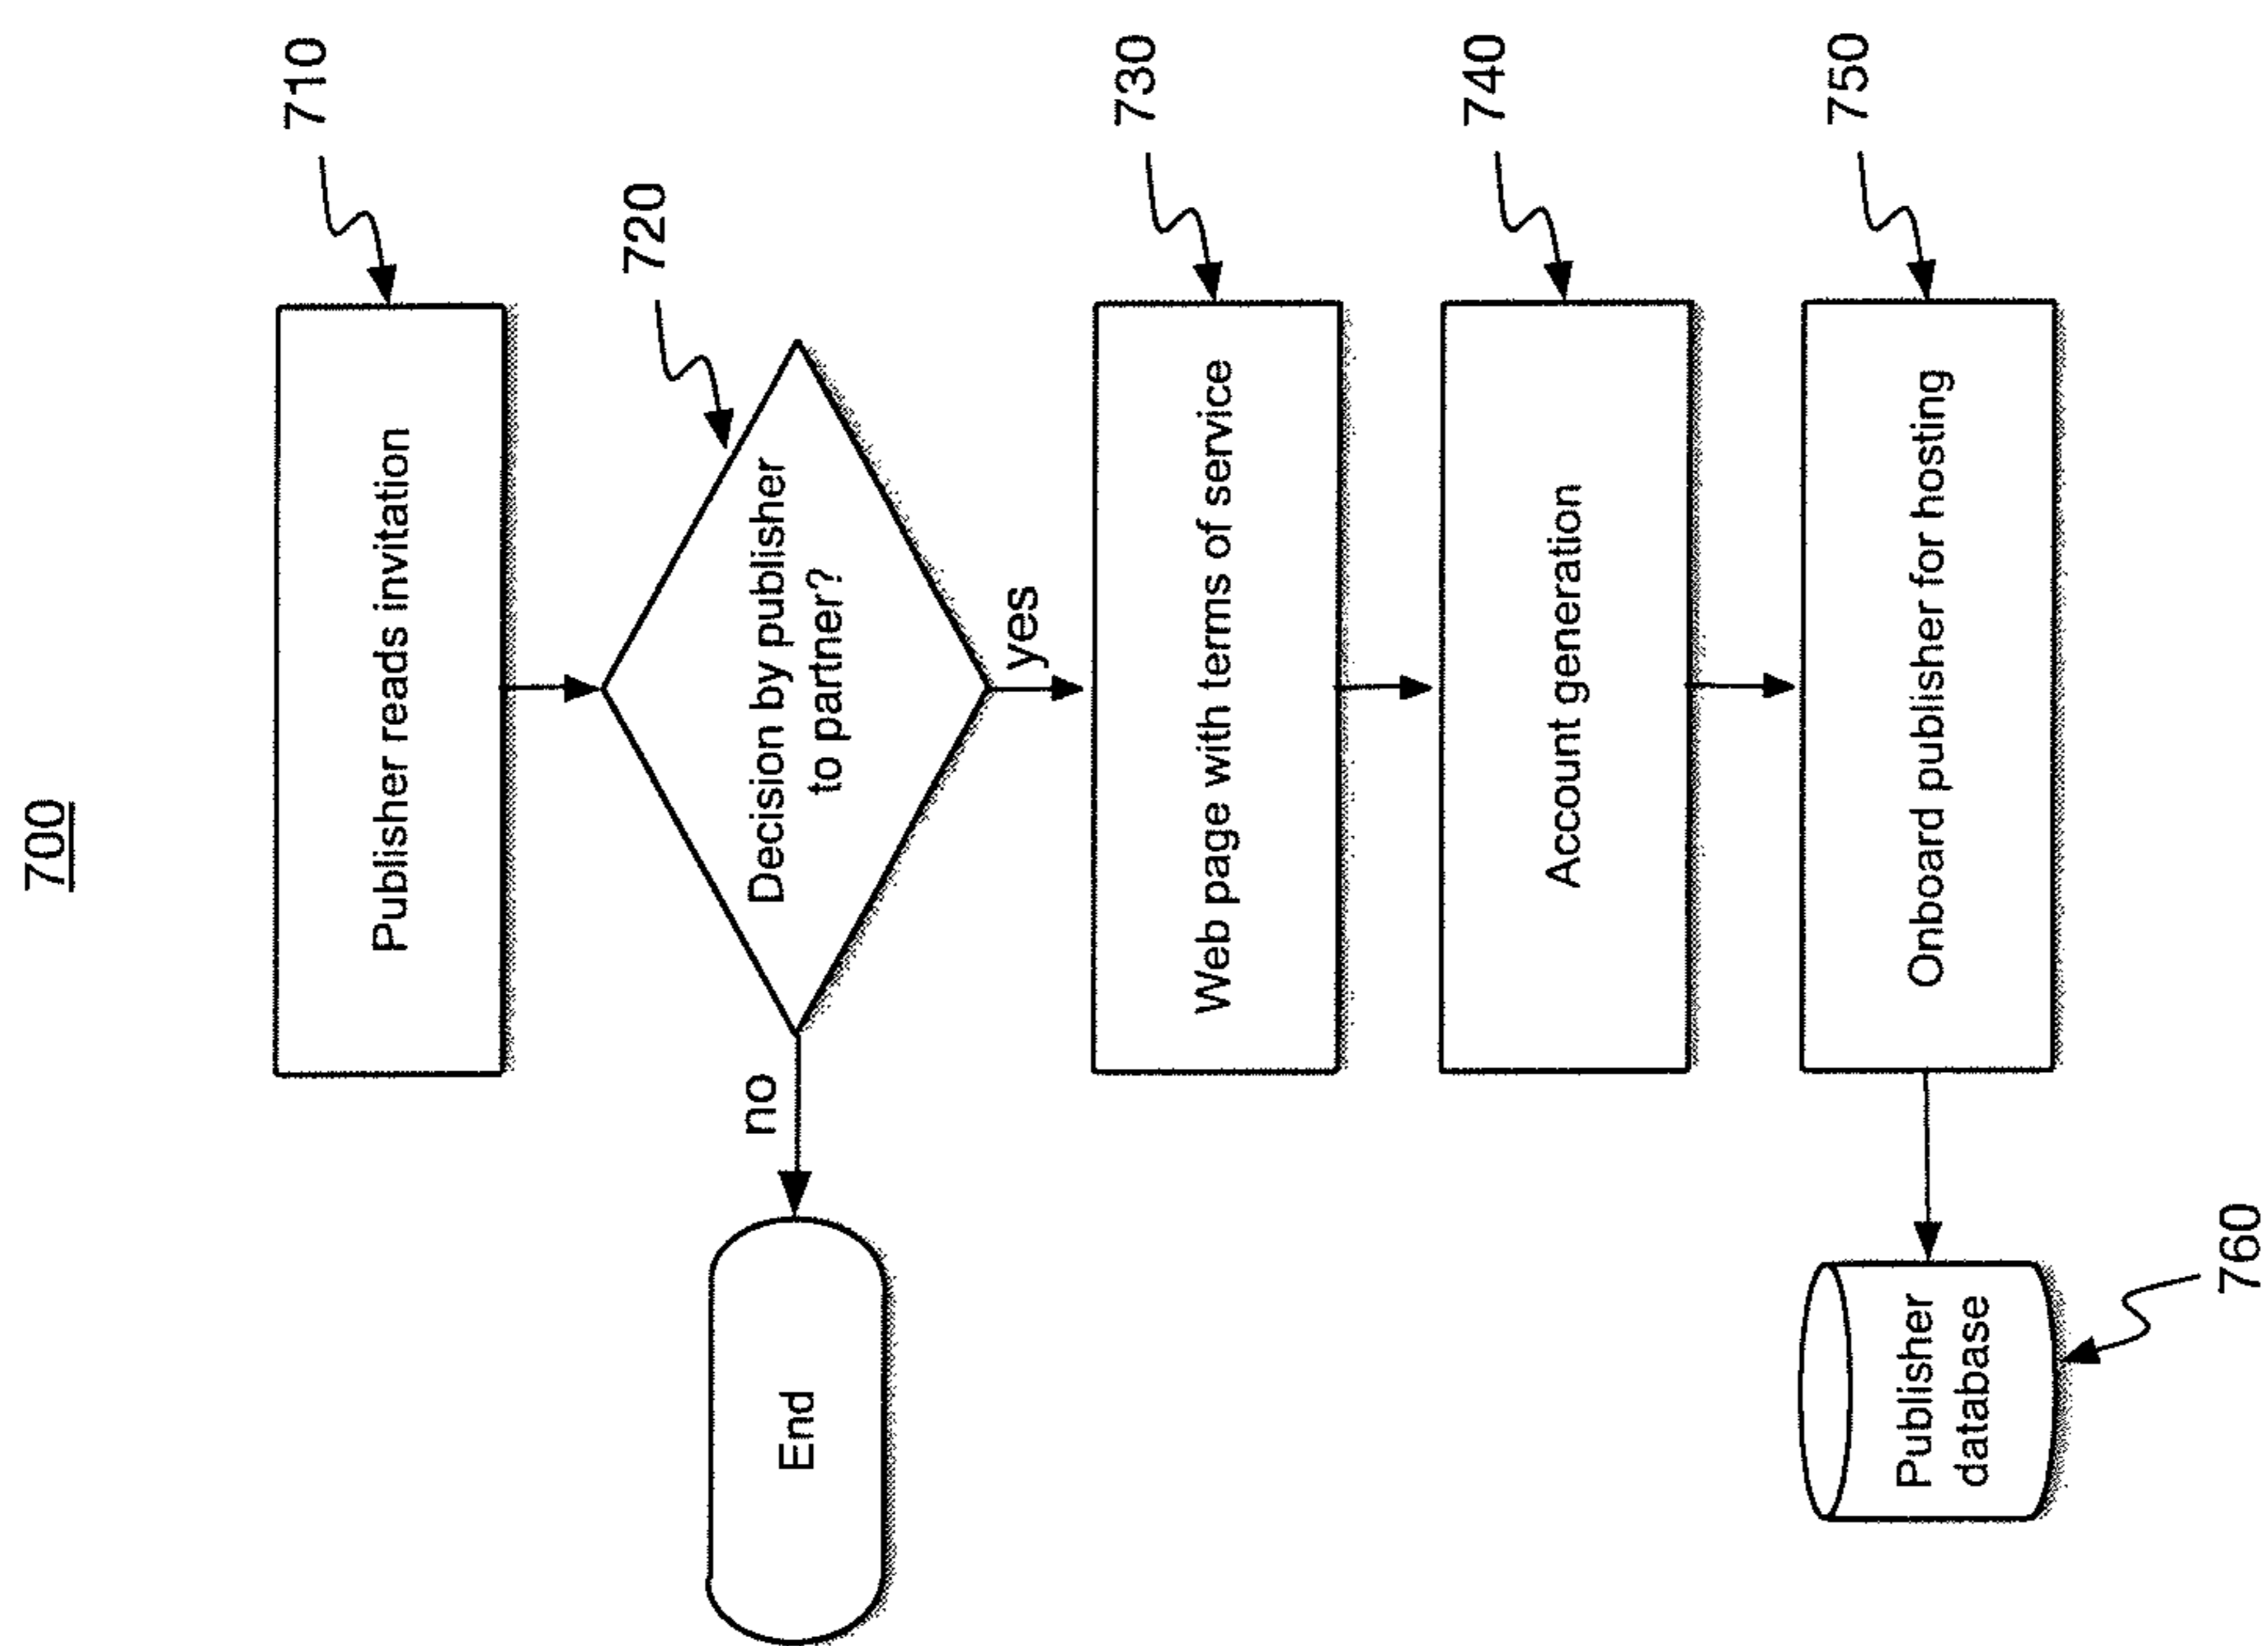 700
710
Publisher reads invitation
720
Decision by publisher
to partner?
no
yes
End
730
Web page with terms of service
740
Account generation
750
Onboard publisher for hosting
Publisher
database
760